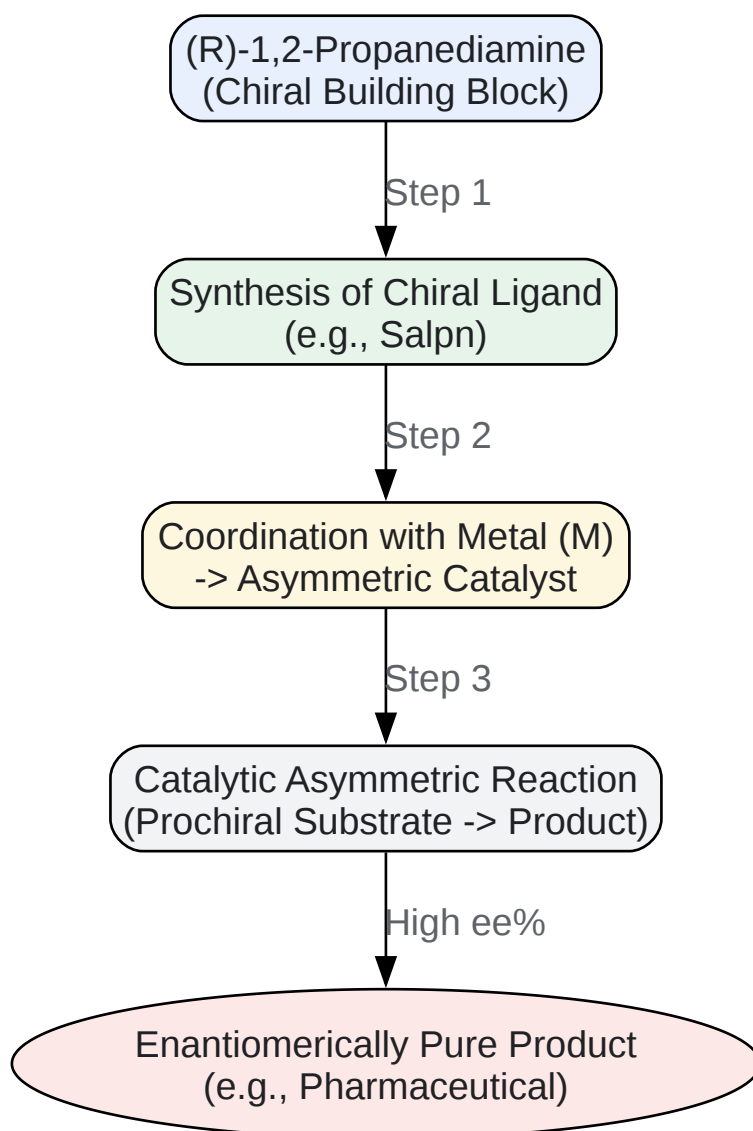 (R)-1,2-Propanediamine
(Chiral Building Block)
Step 1
Synthesis of Chiral Ligand
(e.g., Salpn)
Step 2
Coordination with Metal (M)
-> Asymmetric Catalyst
Step 3
Catalytic Asymmetric Reaction
(Prochiral Substrate -> Product)
High ee%
Enantiomerically Pure Product
(e.g., Pharmaceutical)